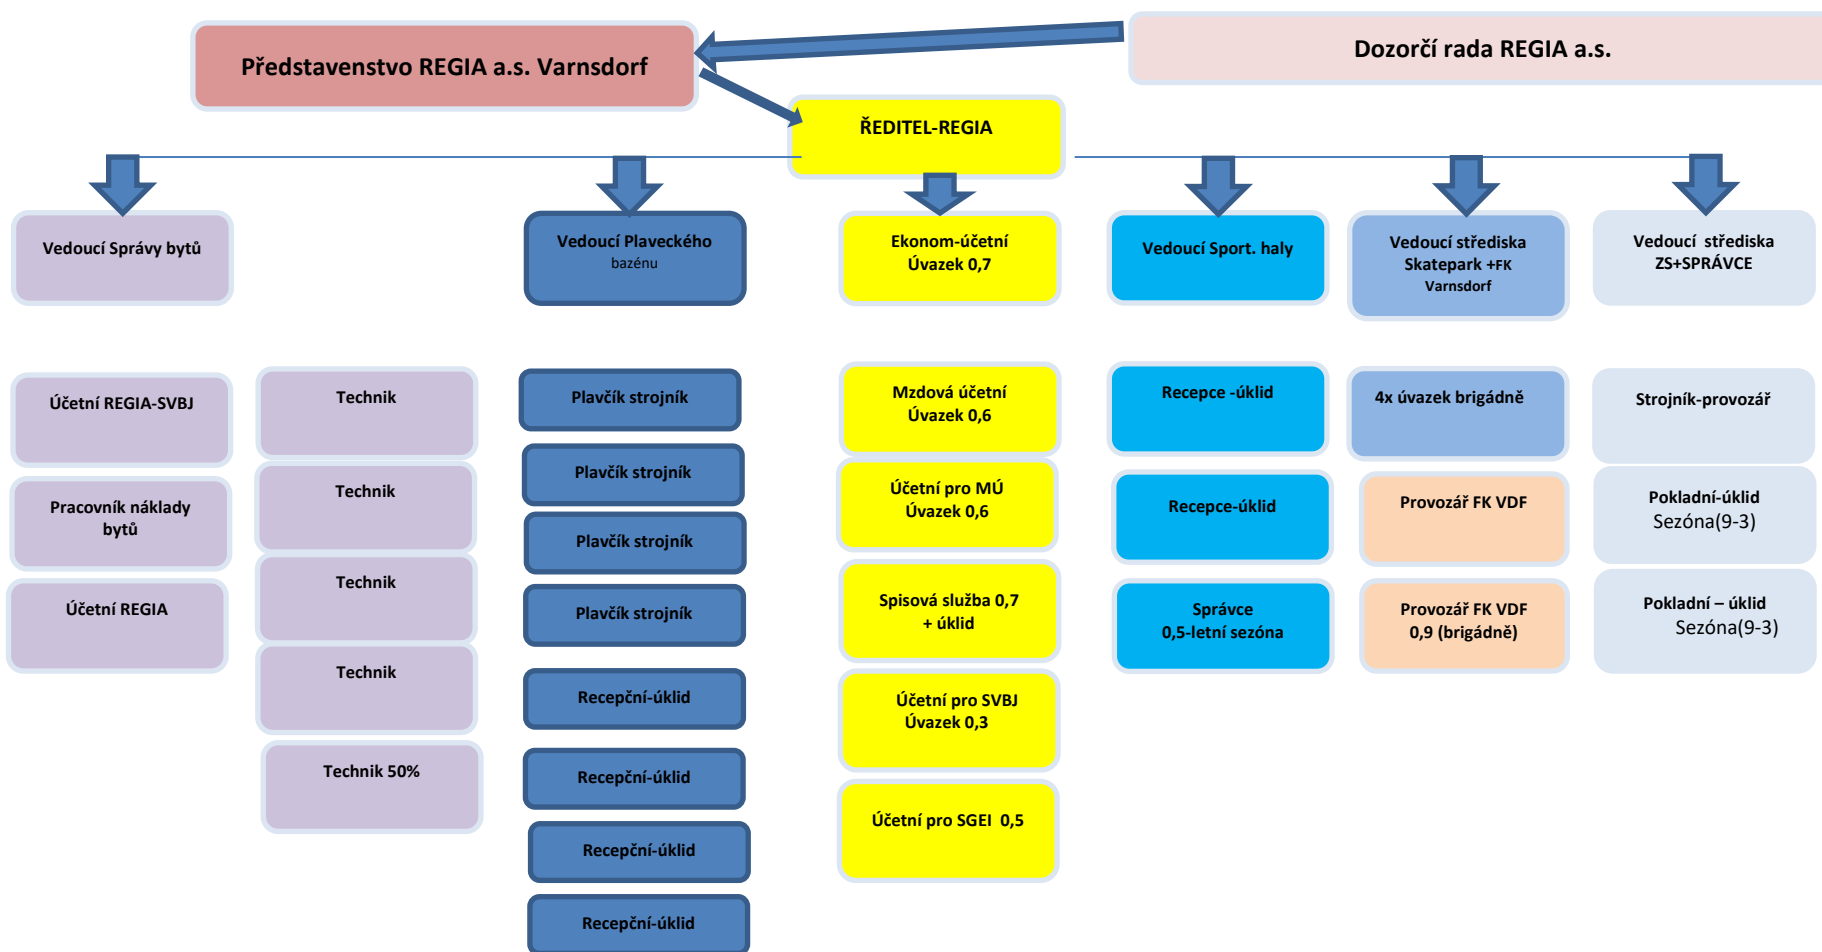 Představenstvo REGIA a.s. Varnsdorf
Dozorčí rada REGIA a.s.
ŘEDITEL-REGIA
Vedoucí Správy bytů
Vedoucí Plaveckého
bazénu
Ekonom-účetní
Úvazek 0,7
Vedoucí Sport. haly
Vedoucí střediska
Skatepark +FK
Varnsdorf
Vedoucí střediska
ZS+SPRÁVCE
Účetní REGIA-SVBJ
Pracovník náklady
bytů
Účetní REGIA
Technik
Technik
Technik
Technik
Technik 50%
Plavčík strojník
Plavčík strojník
Plavčík strojník
Plavčík strojník
Recepční-úklid
Recepční-úklid
Recepční-úklid
Recepční-úklid
Mzdová účetní
Úvazek 0,6
Účetní pro MÚ
Úvazek 0,6
Spisová služba 0,7
+ úklid
Účetní pro SVBJ
Úvazek 0,3
Účetní pro SGEI 0,5
Recepce -úklid
Recepce-úklid
Správce
0,5-letní sezóna
4x úvazek brigádně
Provozář FK VDF
Provozář FK VDF
0,9 (brigádně)
Strojník-provozář
Pokladní-úklid
Sezóna(9-3)
Pokladní – úklid
Sezóna(9-3)